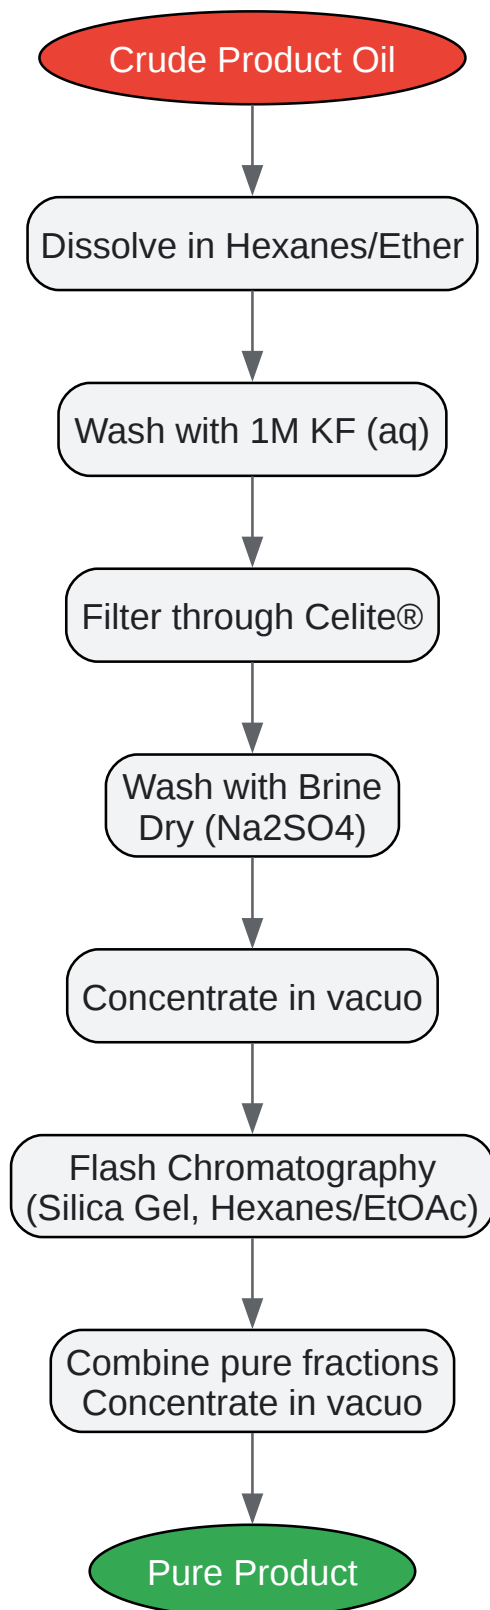 Crude Product Oil
Dissolve in Hexanes/Ether
Wash with 1M KF (aq)
Filter through Celite®
Wash with Brine
Dry (Na2SO4)
Concentrate in vacuo
Flash Chromatography
(Silica Gel, Hexanes/EtOAc)
Combine pure fractions
Concentrate in vacuo
Pure Product